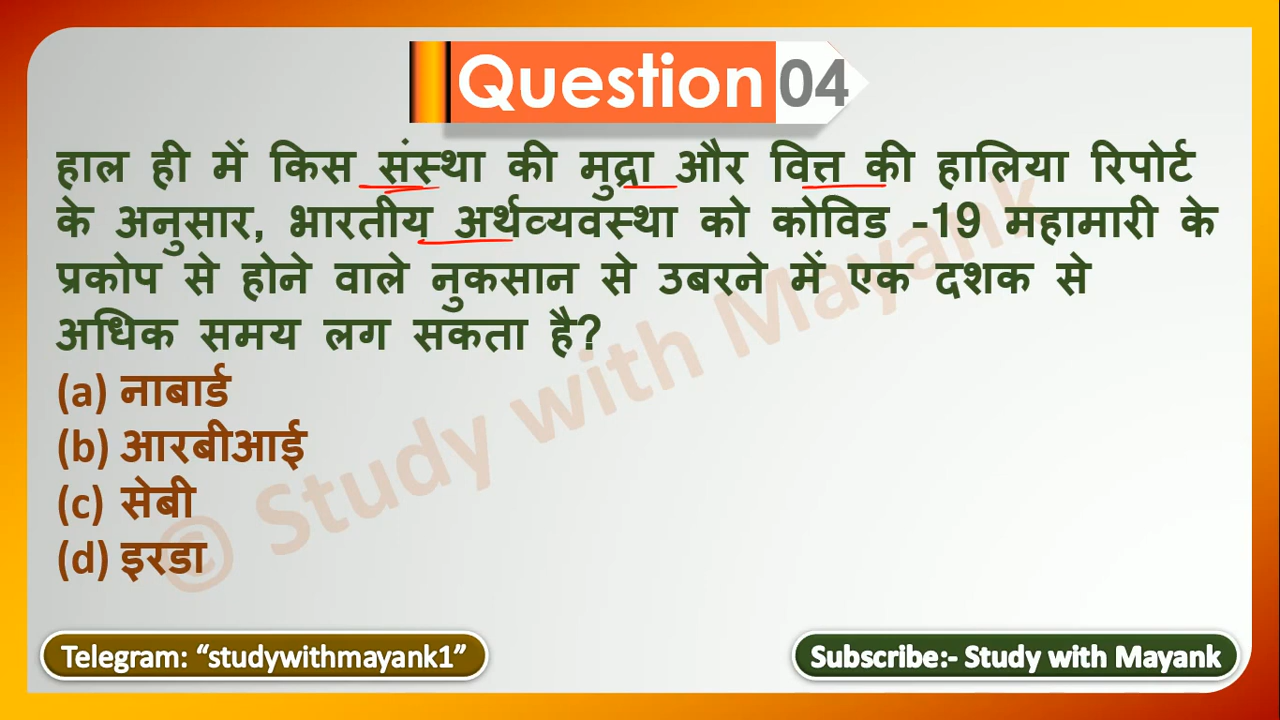 Question 04
हाल ही में किस संस्था की मुद्रा और वित्त की हालिया रिपोर्ट
के अनुसार, भारतीय अर्थव्यवस्था को कोविड -19 महामारी के
प्रकोप से होने वाले नुकसान से उबरने में एक दशक से
अधिक समय लग सकता है?
(a) नाबार्ड
(b) आरबीआई
(c) सेबी
(d) इरडा
© Study with Mayank
Telegram: “studywithmayank1”
Subscribe:- Study with Mayank